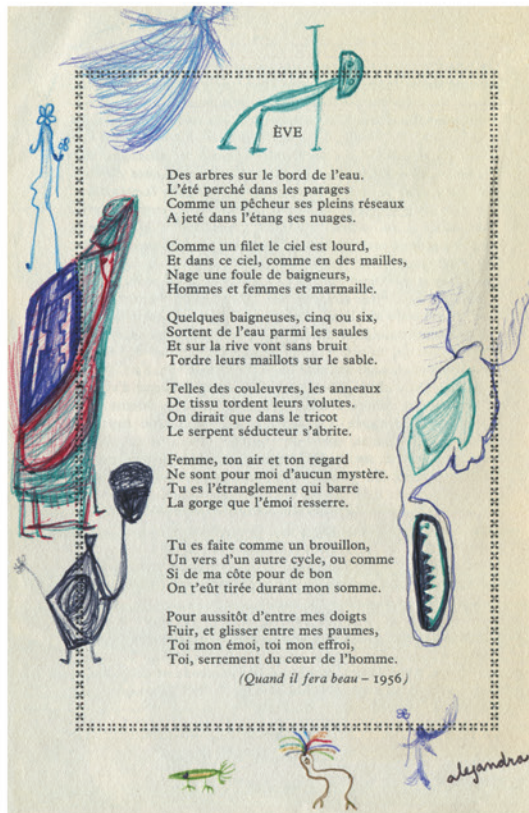 ÈVE
Des arbres sur le bord de l'eau.
L'été perché dans les parages
Comme un pêcheur ses pleins réseaux
A jeté dans l'étang ses nuages.
Comme un filet le ciel est lourd,
Et dans ce ciel, comme en des mailles,
Nage une foule de baigneurs,
Hommes et femmes et marmaille.
Quelques baigneuses, cinq ou six,
Sortent de l'eau parmi les saules
Et sur la rive vont sans bruit
Tordre leurs maillots sur le sable.
Telles des couleuvres, les anneaux
De tissu tordent leurs volutes.
On dirait que dans le tricot
Le serpent séducteur s'abrite.
Femme, ton air et ton regard
Ne sont pour moi d'aucun mystère.
Tu es l'étranglement qui barre
La gorge que l'émoi resserre.
Tu es faite comme un brouillon,
Un vers d'un autre cycle, ou comme
Si de ma côte pour de bon
On t'eût tirée durant mon somme.
Pour aussitôt d'entre mes doigts
Fuir, et glisser entre mes paumes,
Toi mon émoi, toi mon effroi,
Toi, serrement du cœur de l'homme.
(Quand il fera beau – 1956)
alejandra